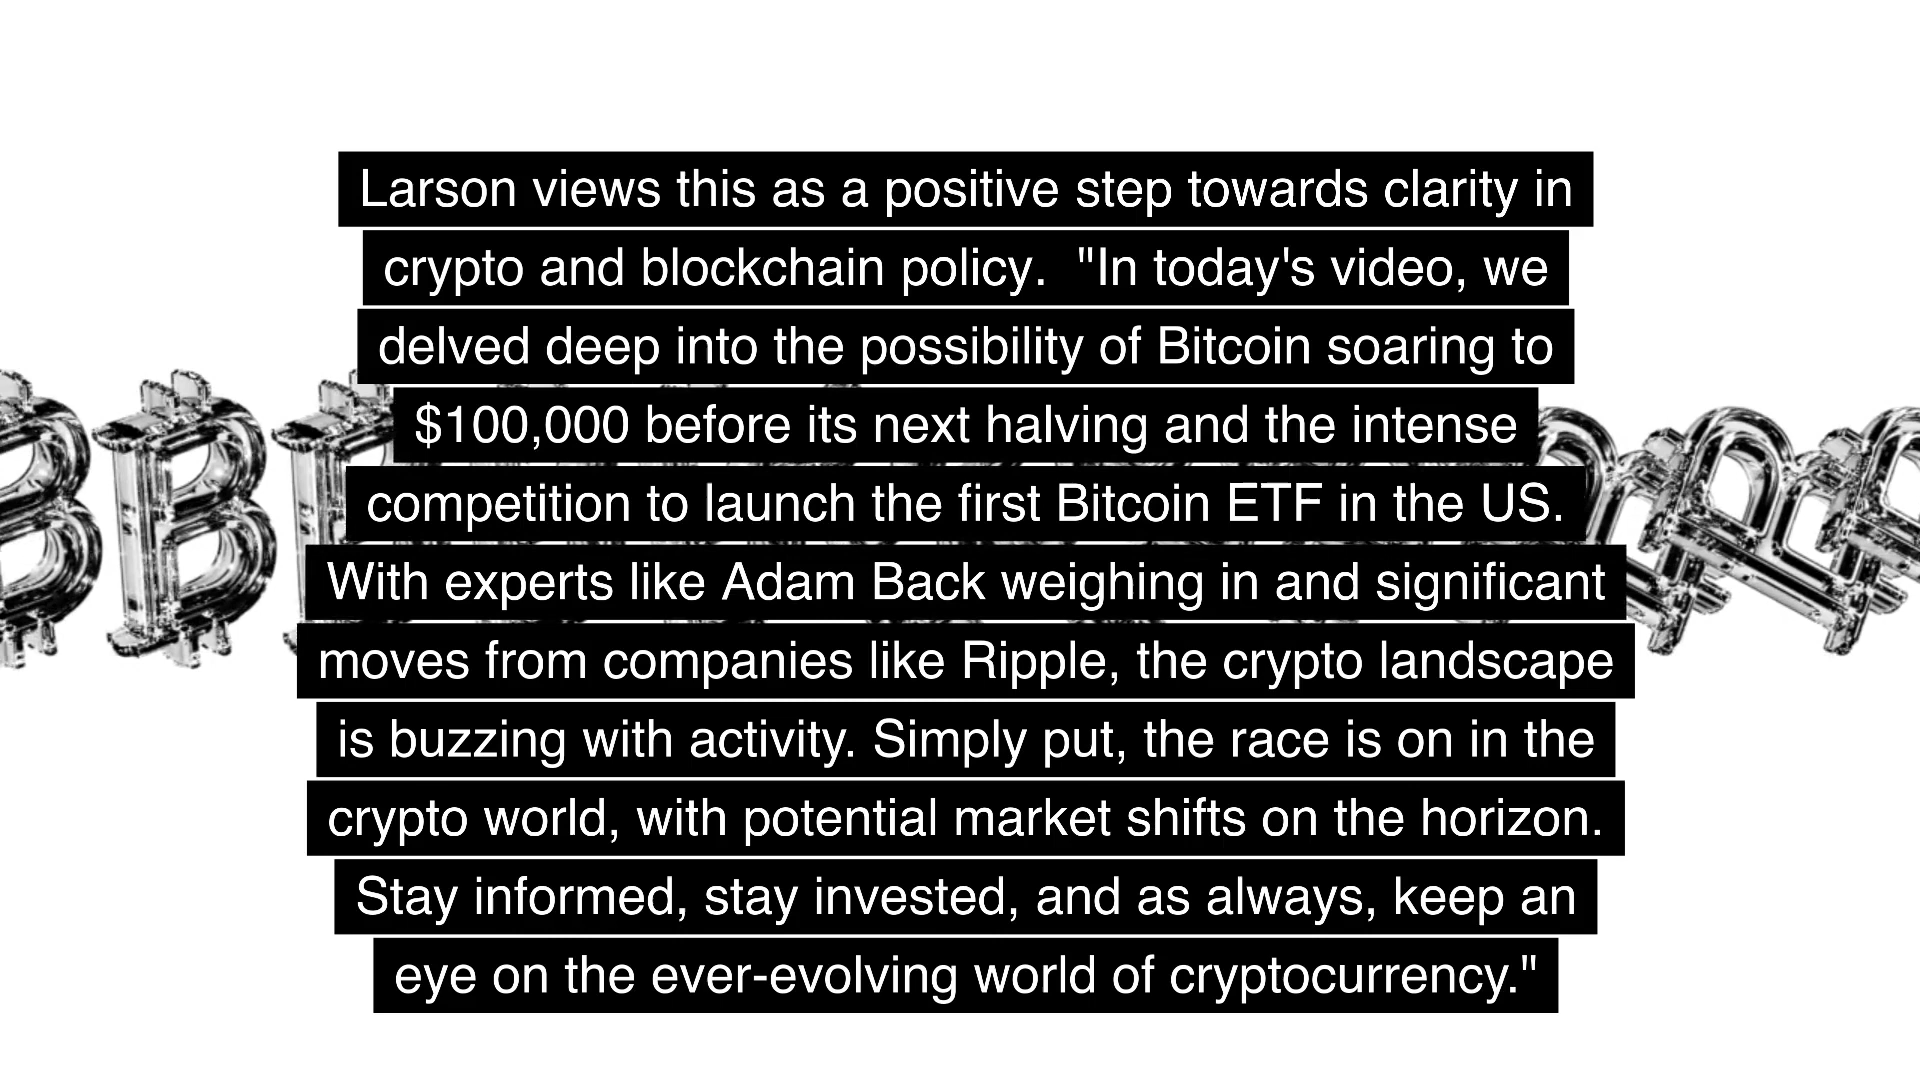 Larson views this as a positive step towards clarity in
crypto and blockchain policy.  "In today's video, we
delved deep into the possibility of Bitcoin soaring to
$100,000 before its next halving and the intense
competition to launch the first Bitcoin ETF in the US.
With experts like Adam Back weighing in and significant
moves from companies like Ripple, the crypto landscape
is buzzing with activity. Simply put, the race is on in the
crypto world, with potential market shifts on the horizon.
Stay informed, stay invested, and as always, keep an
eye on the ever-evolving world of cryptocurrency."